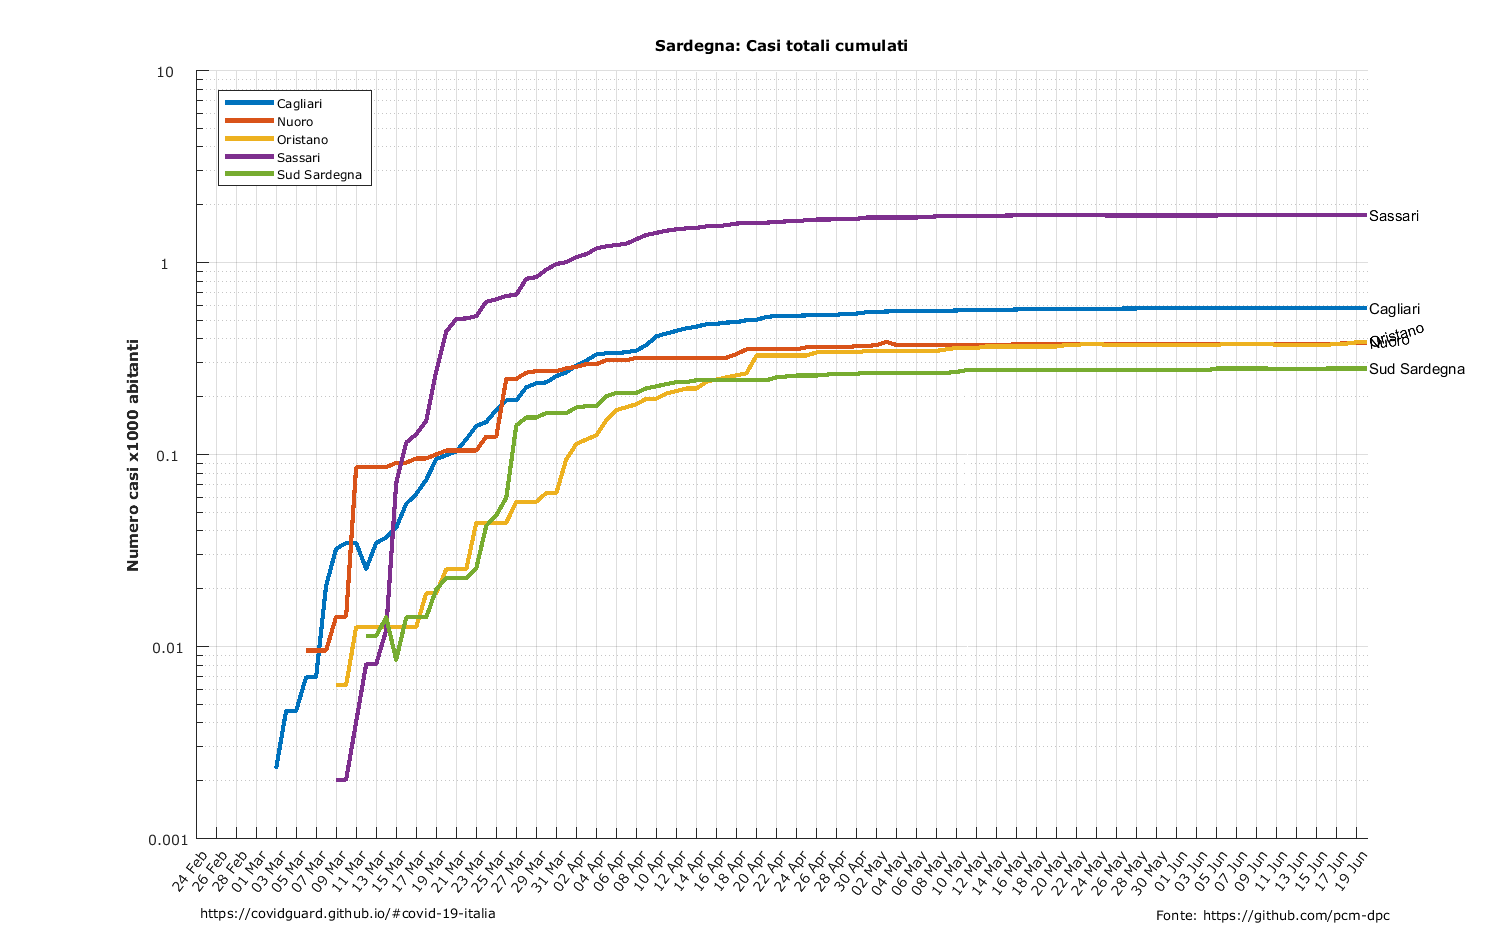 Sardegna: Casi totali cumulati
10
1
0.1
0.01
0.001
Numero casi x1000 abitanti
Cagliari
Nuoro
Oristano
Sassari
Sud Sardegna
Sassari
Cagliari
Oristano
Nuoro
Sud Sardegna
24 Feb
26 Feb
28 Feb
01 Mar
03 Mar
05 Mar
07 Mar
09 Mar
11 Mar
13 Mar
15 Mar
17 Mar
19 Mar
21 Mar
23 Mar
25 Mar
27 Mar
29 Mar
31 Mar
02 Apr
04 Apr
06 Apr
08 Apr
10 Apr
12 Apr
14 Apr
16 Apr
18 Apr
20 Apr
22 Apr
24 Apr
26 Apr
28 Apr
30 Apr
02 May
04 May
06 May
08 May
10 May
12 May
14 May
16 May
18 May
20 May
22 May
24 May
26 May
28 May
30 May
01 Jun
03 Jun
05 Jun
07 Jun
09 Jun
11 Jun
13 Jun
15 Jun
17 Jun
19 Jun
https://covidguard.github.io/#covid-19-italia
Fonte: https://github.com/pcm-dpc